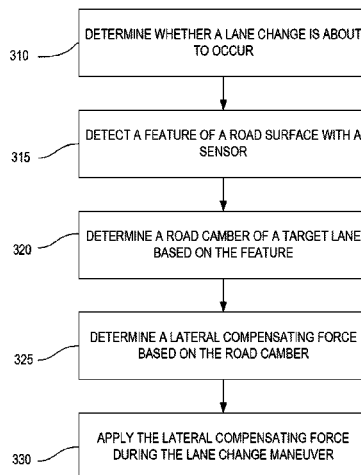 310
DETERMINE WHETHER A LANE CHANGE IS ABOUT
TO OCCUR
315
DETECT A FEATURE OF A ROAD SURFACE WITH A
SENSOR
320
DETERMINE A ROAD CAMBER OF A TARGET LANE
BASED ON THE FEATURE
325
DETERMINE A LATERAL COMPENSATING FORCE
BASED ON THE ROAD CAMBER
330
APPLY THE LATERAL COMPENSATING FORCE
DURING THE LANE CHANGE MANEUVER